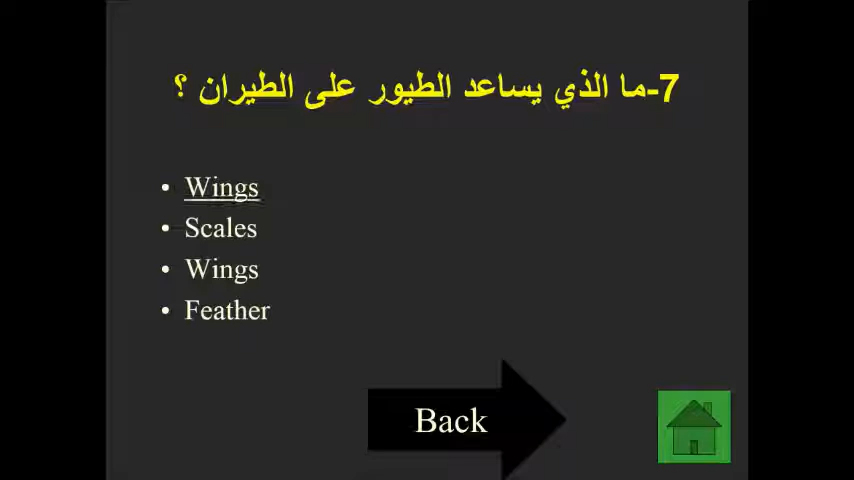 7-ما الذي يساعد الطيور على الطيران ؟
• Wings
• Scales
• Wings
• Feather
Back